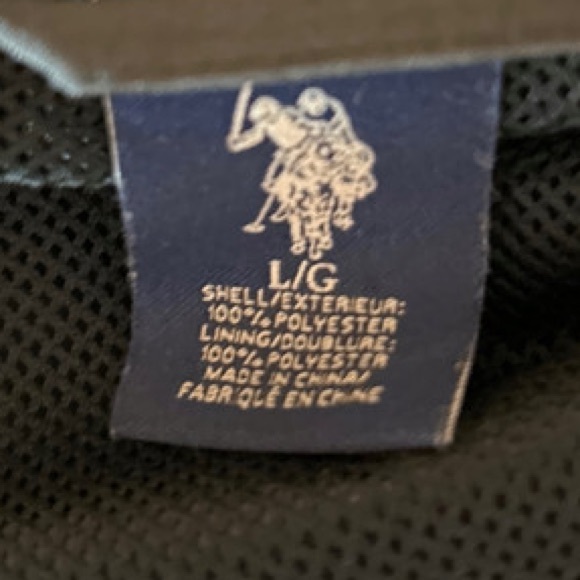 L/G
SHELL/EXTERIEUR:
100% POLYESTER
LINING/DOUBLURE:
100% POLYESTER
MADE IN CHINA/
FABRIQUÉ EN CHINE